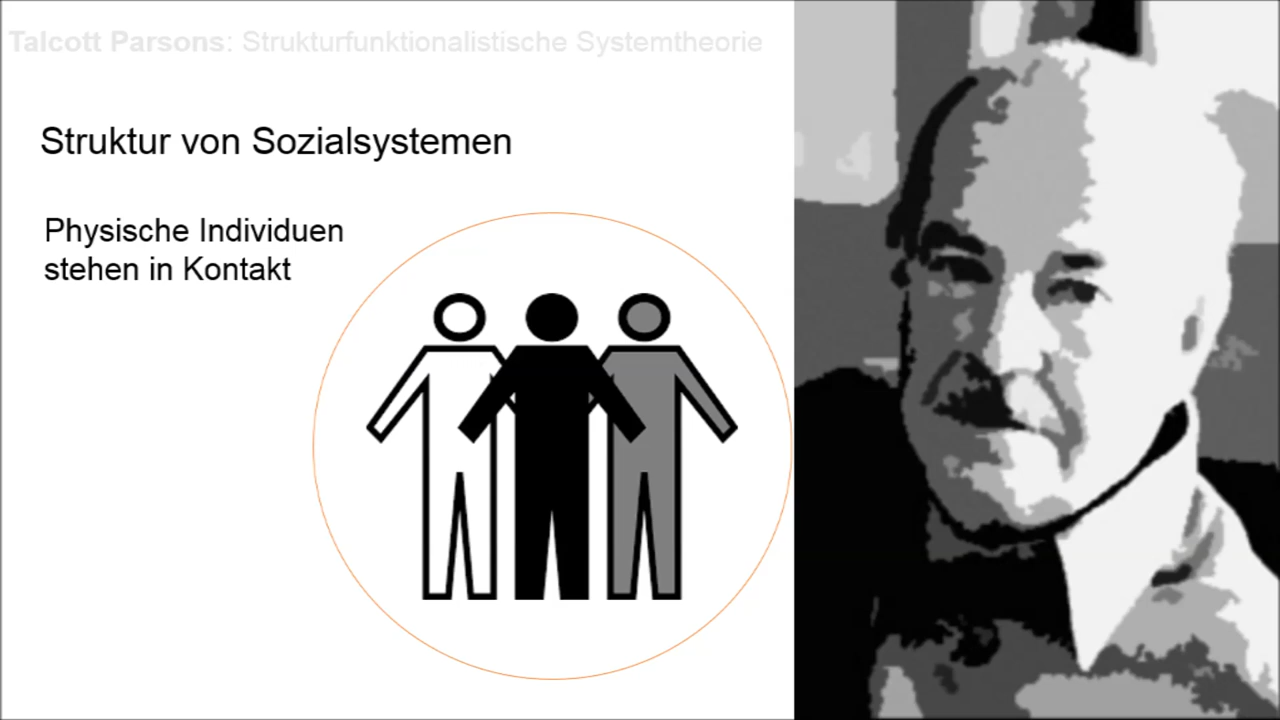 Talcott Parsons: Strukturfunktionalistische Systemtheorie
Struktur von Sozialsystemen
Physische Individuen
stehen in Kontakt